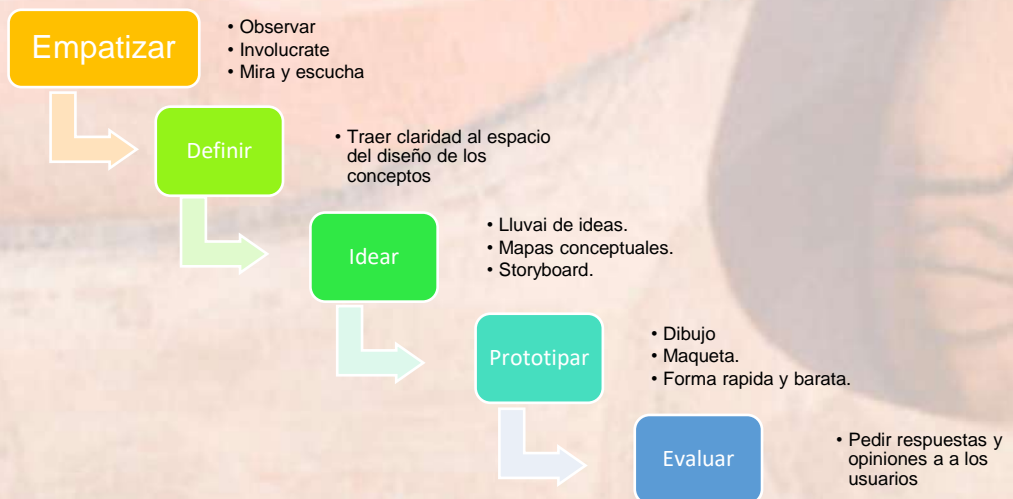 Empatizar
• Observar
• Involucrate
• Mira y escucha
Definir
• Traer claridad al espacio
del diseño de los
conceptos
Idear
• Lluvai de ideas.
• Mapas conceptuales.
• Storyboard.
Prototipar
• Dibujo
• Maqueta.
• Forma rapida y barata.
Evaluar
• Pedir respuestas y
opiniones a a los
usuarios